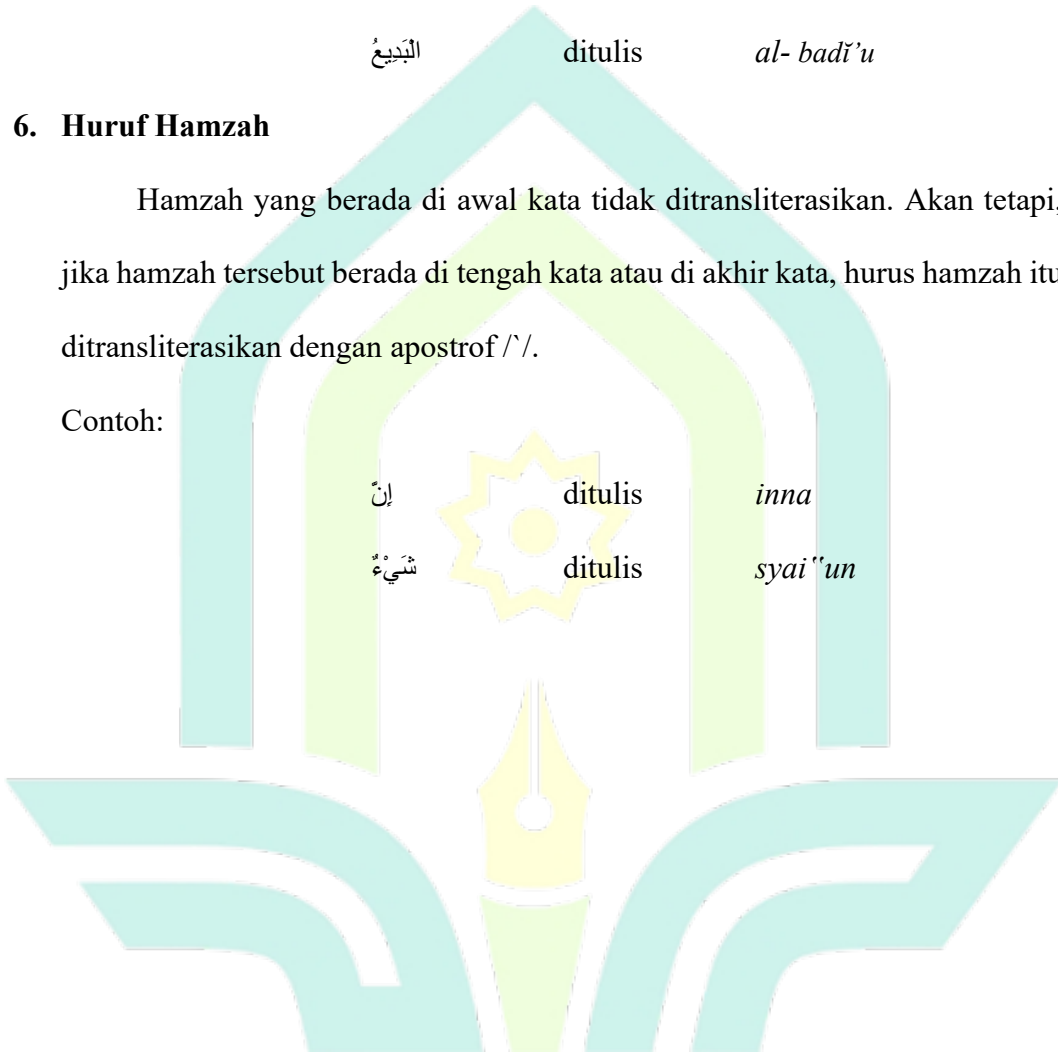 الْبَدِيعُ ditulis al- badĭ’u
6. Huruf Hamzah
Hamzah yang berada di awal kata tidak ditransliterasikan. Akan tetapi,
jika hamzah tersebut berada di tengah kata atau di akhir kata, hurus hamzah itu
ditransliterasikan dengan apostrof /`/.
Contoh:
إِنَّ ditulis inna
شَيْءٌ ditulis syai‟un